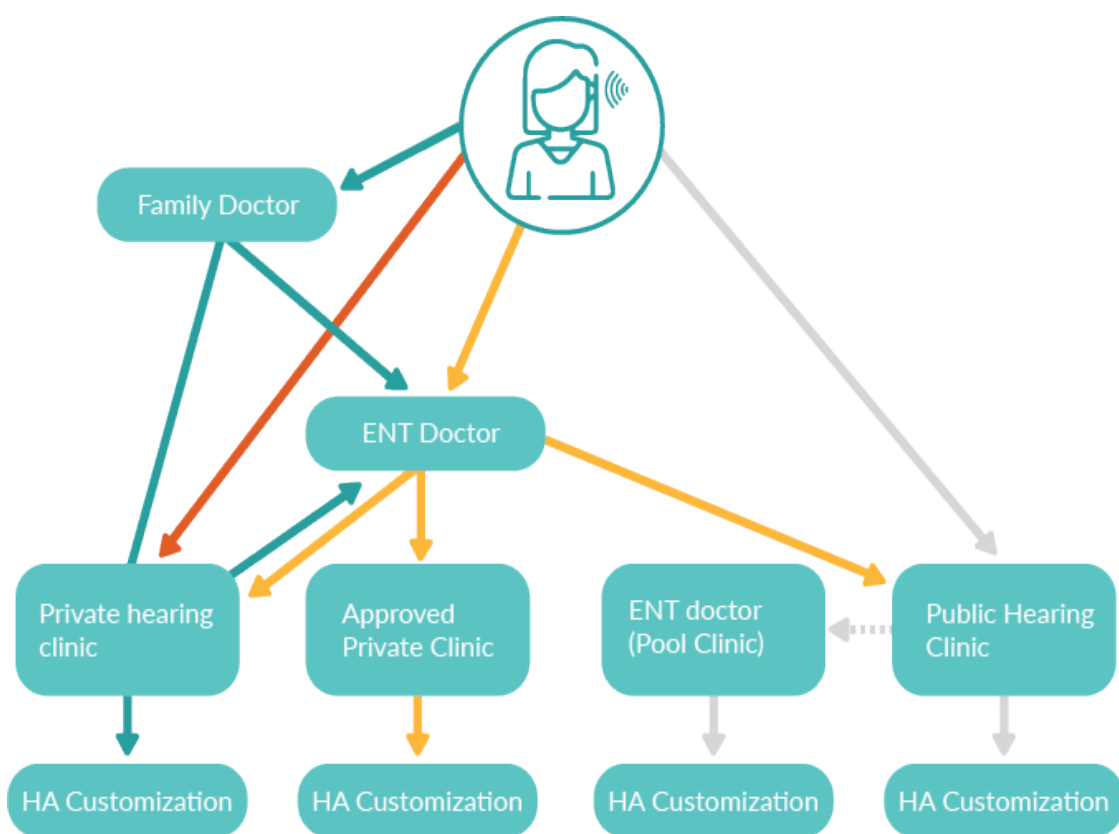 Family Doctor
ENT Doctor
Private hearing
clinic
Approved
Private Clinic
ENT doctor
(Pool Clinic)
Public Hearing
Clinic
HA Customization
HA Customization
HA Customization
HA Customization